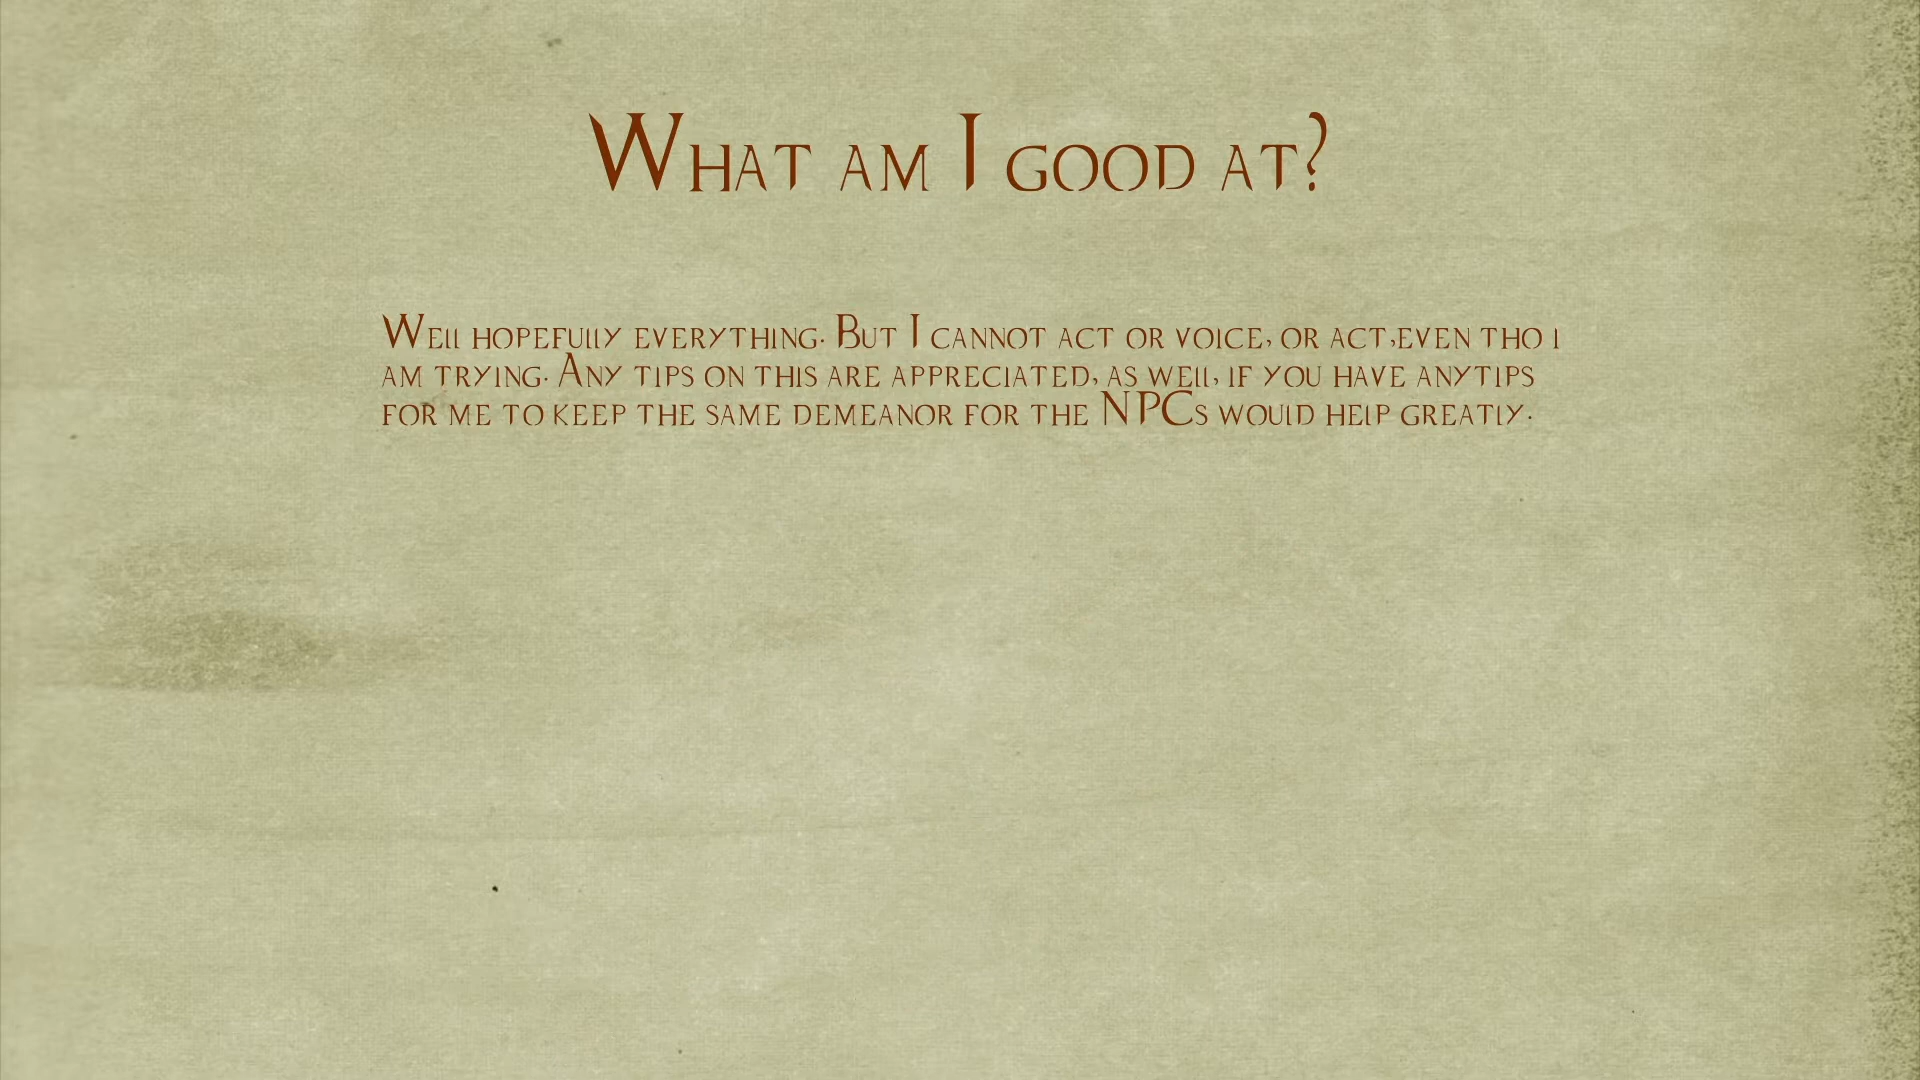 What am I good at?
Well hopefully everything. But I cannot act or voice, or act,even tho i
am trying. Any tips on this are appreciated, as well, if you have anytips
for me to keep the same demeanor for the NPCs would help greatly.